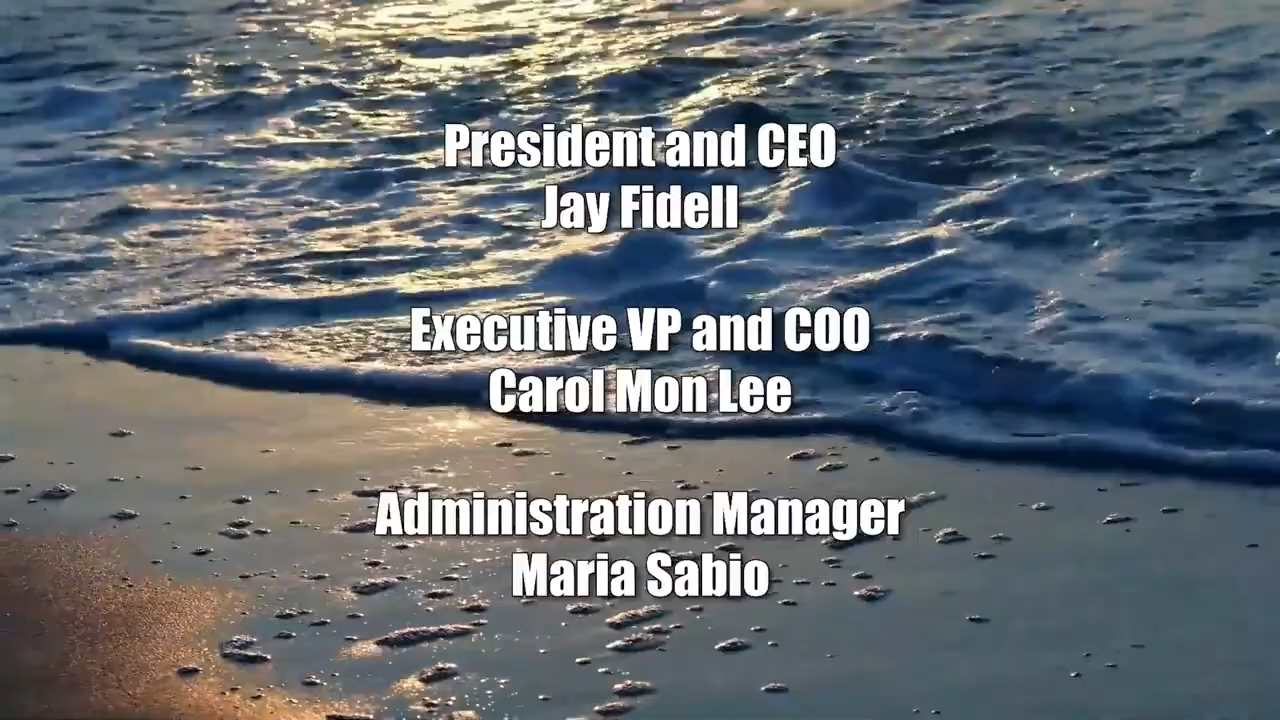 President and CEO
Jay Fidell
Executive VP and COO
Carol Mon Lee
Administration Manager
Maria Sabio